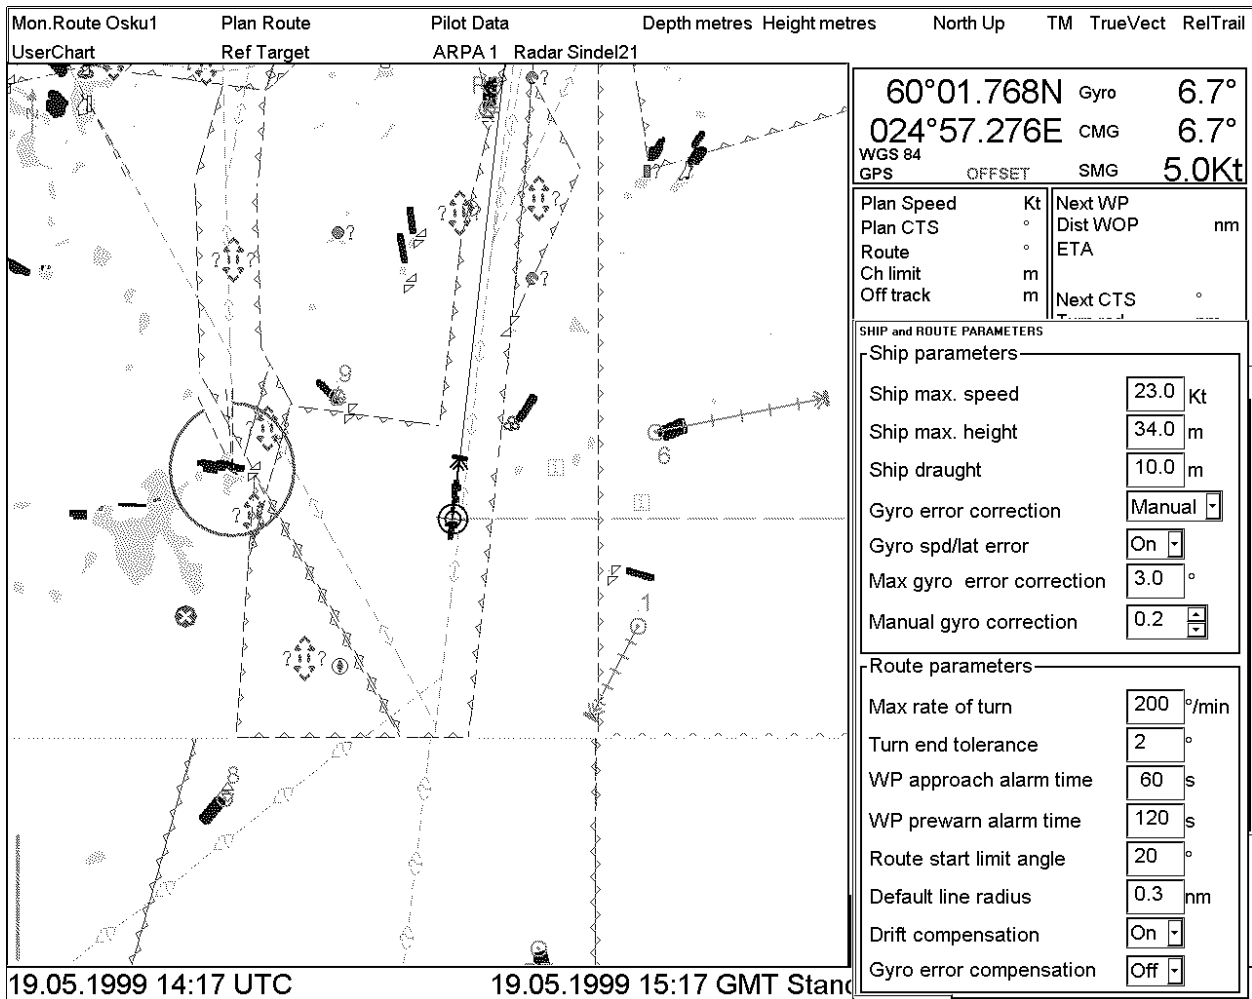 Mon.Route Osku1 Plan Route Pilot Data Depth metres Height metres North Up TM TrueVect RelTrail
UserChart Ref Target ARPA 1 Radar Sindel21
60°01.768N Gyro 6.7°
024°57.276E CMG 6.7°
WGS 84
GPS OFFSET SMG 5.0Kt
Plan Speed Kt
Plan CTS °
Route °
Ch limit m
Off track m
Next WP
Dist WOP nm
ETA
Next CTS °
SHIP and ROUTE PARAMETERS
Ship parameters
Ship max. speed 23.0 Kt
Ship max. height 34.0 m
Ship draught 10.0 m
Gyro error correction Manual
Gyro spd/lat error On
Max gyro error correction 3.0 °
Manual gyro correction 0.2
Route parameters
Max rate of turn 200 °/min
Turn end tolerance 2 °
WP approach alarm time 60 s
WP prewarn alarm time 120 s
Route start limit angle 20 °
Default line radius 0.3 nm
Drift compensation On
Gyro error compensation Off
?
? ?
? ?
?
? ?
?
9
6
?
?
1
? ?
8
19.05.1999 14:17 UTC 19.05.1999 15:17 GMT Stand